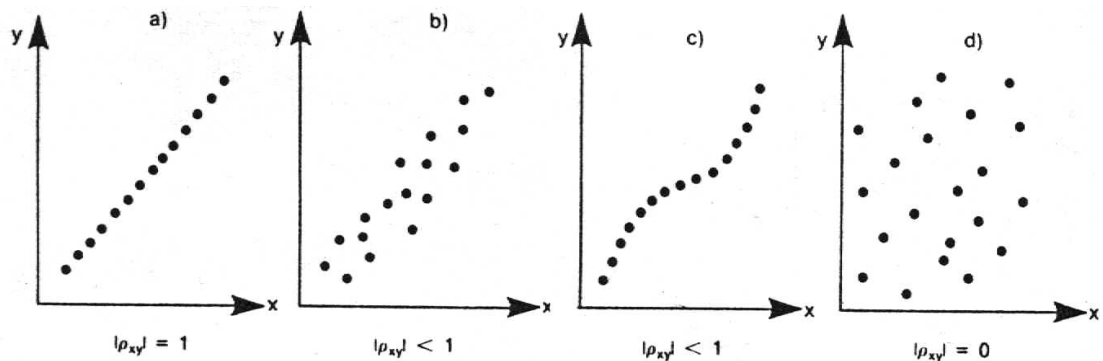 a)
y
x
|ρxy| = 1
b)
y
x
|ρxy| < 1
c)
y
x
|ρxy| < 1
d)
y
x
|ρxy| = 0